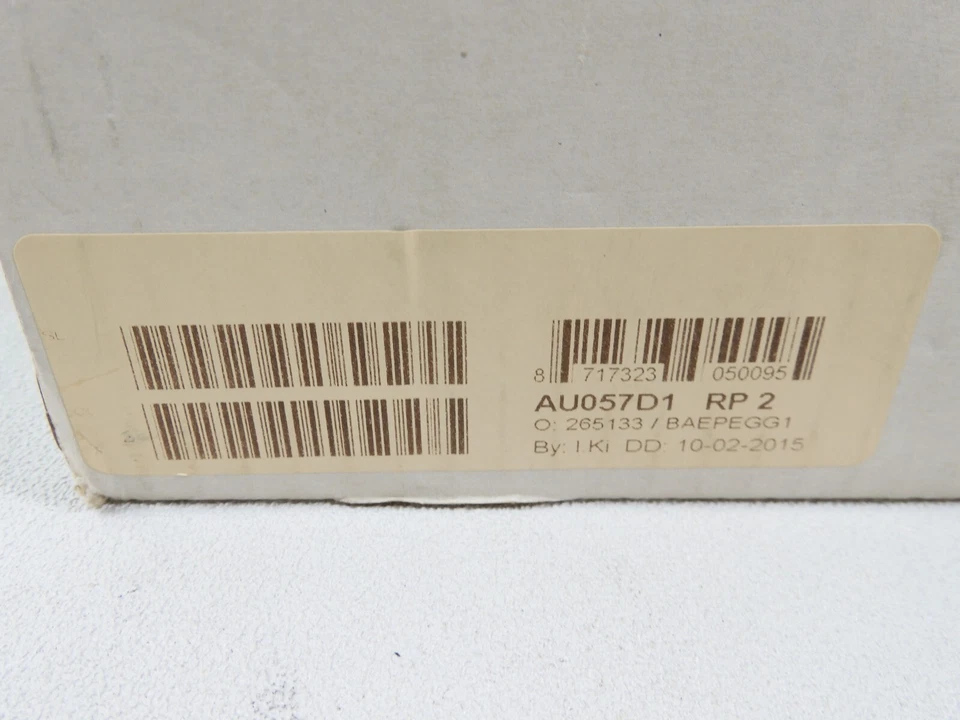 8 717323 050095
AU057D1 RP 2
O: 265133 / BAEPEGG1
By: I.Ki DD: 10-02-2015